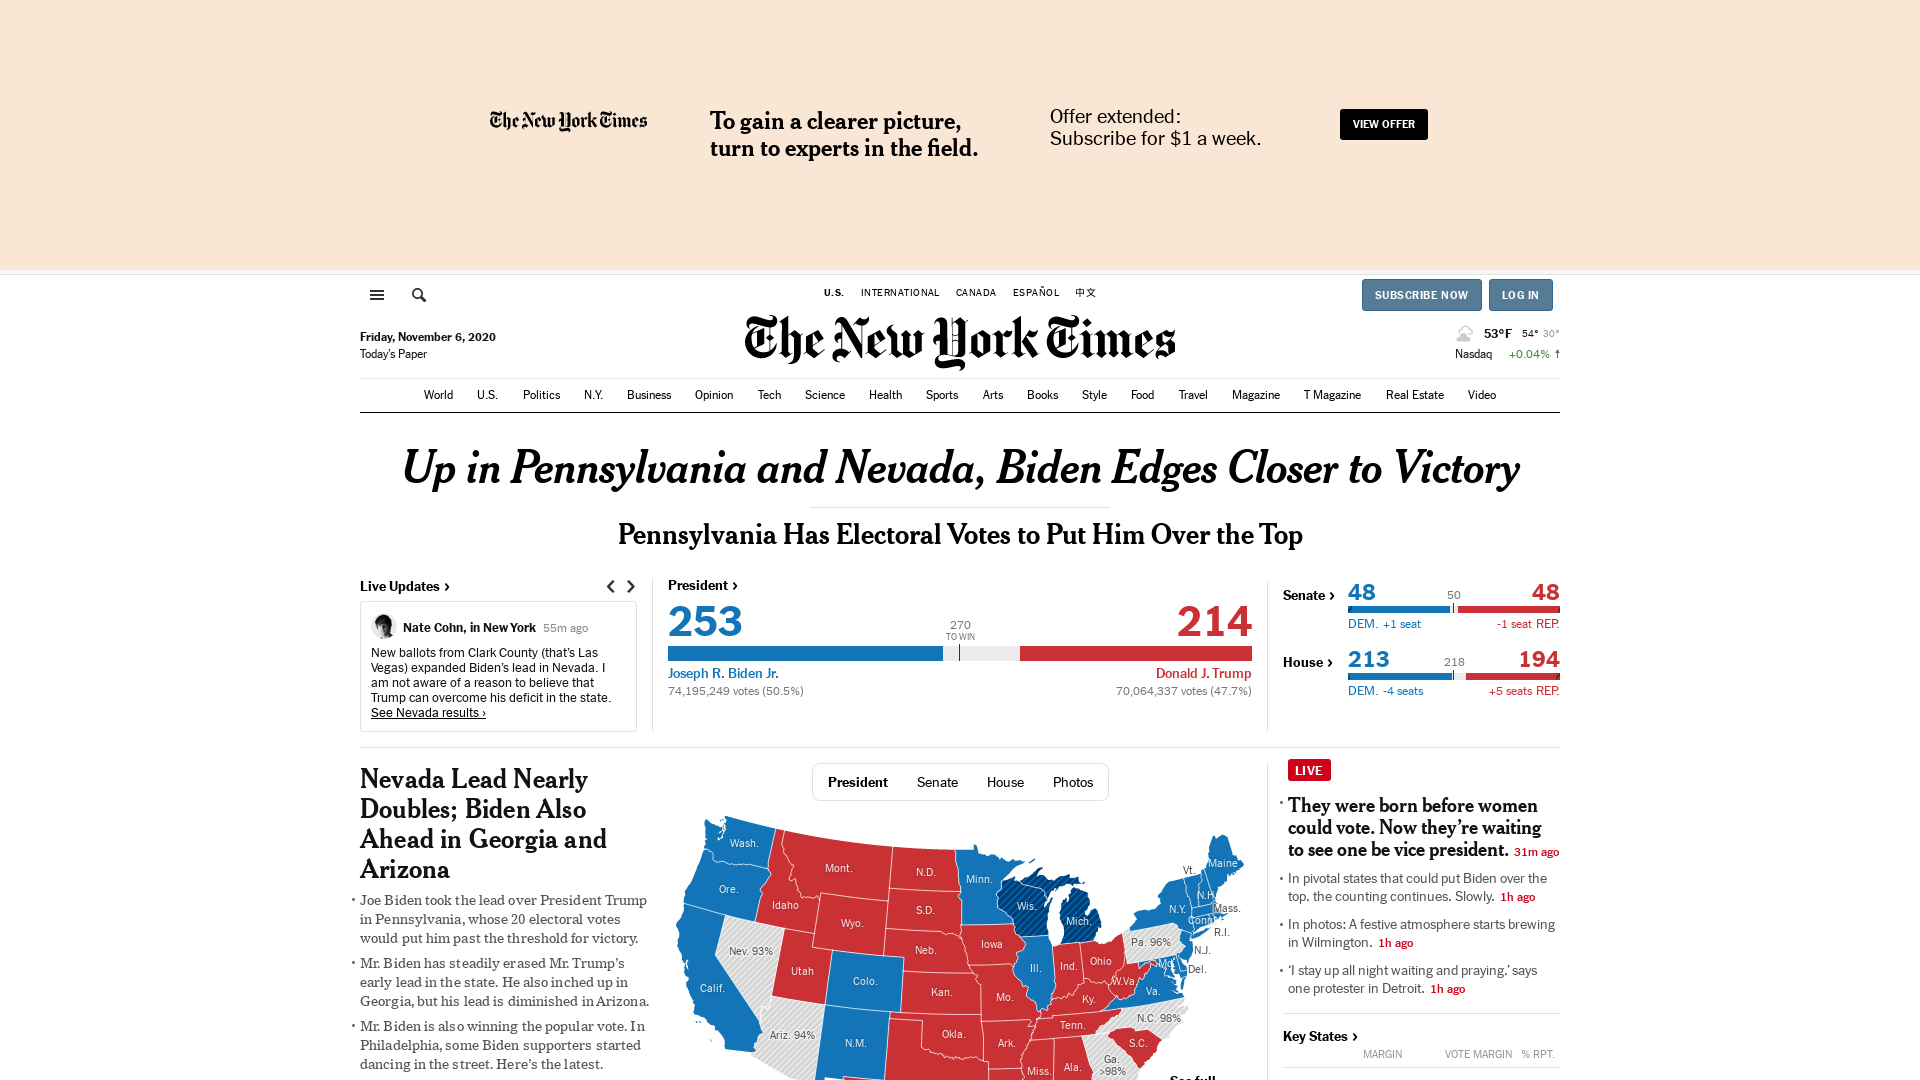 The New York Times
To gain a clearer picture,
turn to experts in the field.
Offer extended:
Subscribe for $1 a week.
VIEW OFFER
U.S. INTERNATIONAL CANADA ESPAÑOL 中文
SUBSCRIBE NOW LOG IN
Friday, November 6, 2020
Today's Paper
The New York Times
53°F 54° 30°
Nasdaq +0.04% ↑
World U.S. Politics N.Y. Business Opinion Tech Science Health Sports Arts Books Style Food Travel Magazine T Magazine Real Estate Video
Up in Pennsylvania and Nevada, Biden Edges Closer to Victory
Pennsylvania Has Electoral Votes to Put Him Over the Top
Live Updates ›
Nate Cohn, in New York 55m ago
New ballots from Clark County (that's Las
Vegas) expanded Biden's lead in Nevada. I
am not aware of a reason to believe that
Trump can overcome his deficit in the state.
See Nevada results ›
President ›
253 214
270
TO WIN
Joseph R. Biden Jr. Donald J. Trump
74,195,249 votes (50.5%) 70,064,337 votes (47.7%)
Senate › 48 50 48
DEM. +1 seat -1 seat REP.
House › 213 218 194
DEM. -4 seats +5 seats REP.
Nevada Lead Nearly
Doubles; Biden Also
Ahead in Georgia and
Arizona
• Joe Biden took the lead over President Trump
in Pennsylvania, whose 20 electoral votes
would put him past the threshold for victory.
• Mr. Biden has steadily erased Mr. Trump's
early lead in the state. He also inched up in
Georgia, but his lead is diminished in Arizona.
• Mr. Biden is also winning the popular vote. In
Philadelphia, some Biden supporters started
dancing in the street. Here's the latest.
President Senate House Photos
Wash.
Mont.
N.D.
Minn.
Vt.
Maine
Ore.
Idaho
S.D.
Wis.
Mich.
N.H.
N.Y.
Mass.
Wyo.
Conn.
R.I.
Nev. 93%
Neb.
Iowa
Pa. 96%
N.J.
Utah
Colo.
Ill.
Ind.
Ohio
Md.
Del.
Calif.
Kan.
Mo.
Ky.
W.Va.
Va.
Ariz. 94%
N.M.
Okla.
Ark.
Tenn.
N.C. 98%
S.C.
Miss.
Ala.
Ga.
>98%
LIVE
• They were born before women
could vote. Now they're waiting
to see one be vice president. 31m ago
• In pivotal states that could put Biden over the
top, the counting continues. Slowly. 1h ago
• In photos: A festive atmosphere starts brewing
in Wilmington. 1h ago
• 'I stay up all night waiting and praying,' says
one protester in Detroit. 1h ago
Key States ›
MARGIN VOTE MARGIN % RPT.